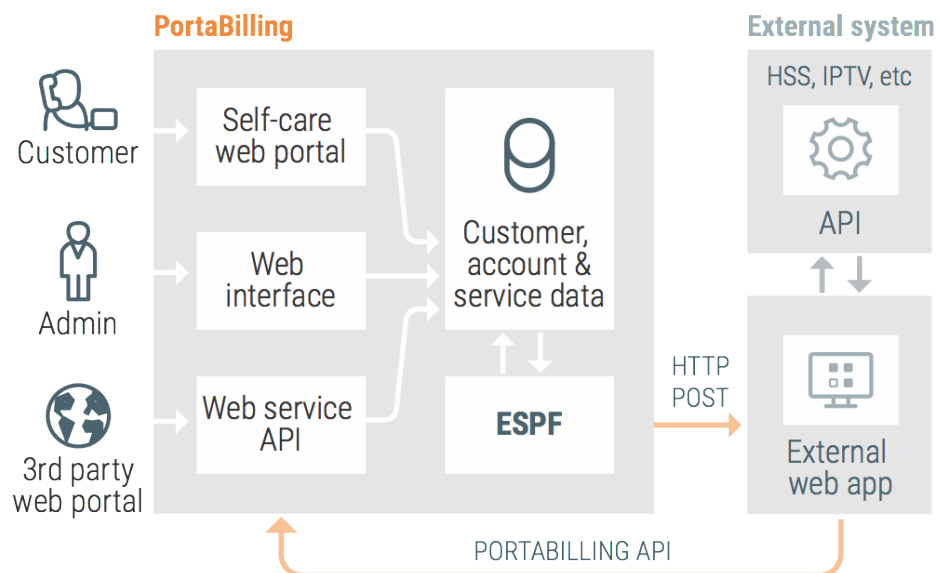 PortaBilling
External system
Customer
Self-care
web portal
Admin
Web
interface
3rd party
web portal
Web service
API
Customer,
account &
service data
ESPF
HTTP
POST
HSS, IPTV, etc
API
External
web app
PORTABILLING API